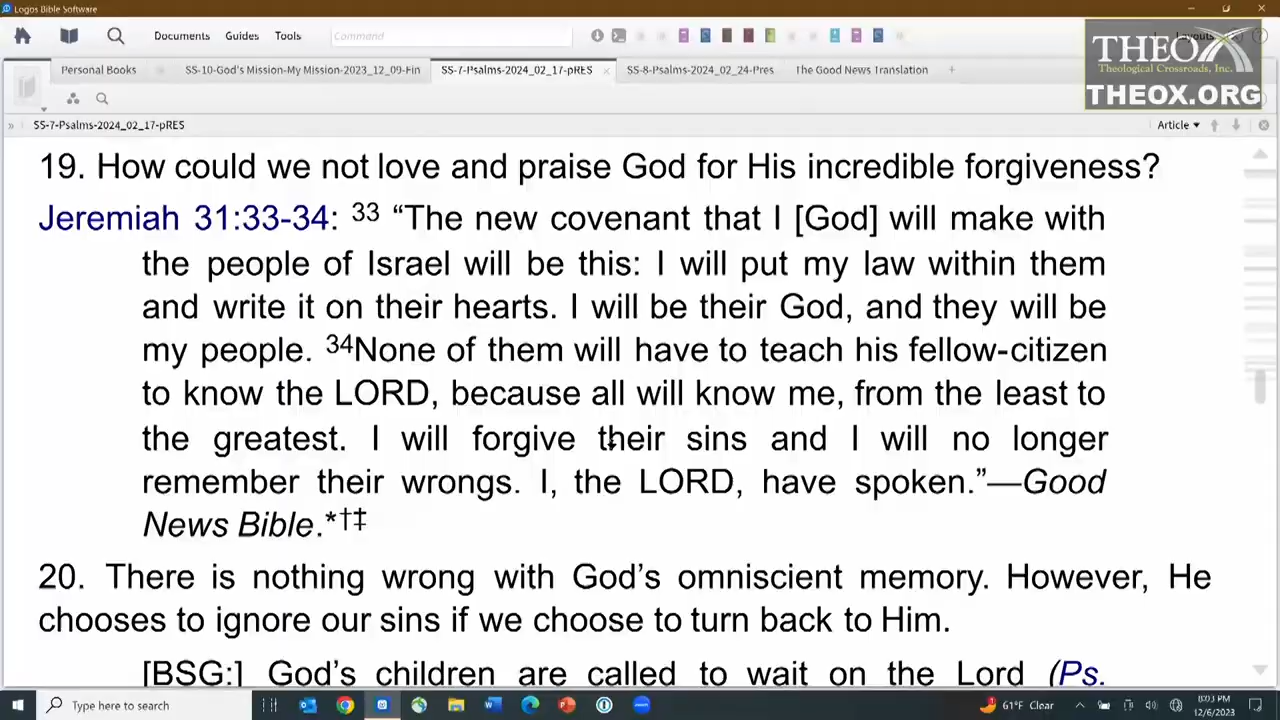 Logos Bible Software
Documents Guides Tools Command Layouts
THEOX
Theological Crossroads, Inc.
THEOX.ORG
Personal Books SS-10-God's Mission-My Mission-2023_12_09-Fin SS-7-Psalms-2024_02_17-pRES SS-8-Psalms-2024_02_24-Pres The Good News Translation
SS-7-Psalms-2024_02_17-pRES Article
19. How could we not love and praise God for His incredible forgiveness?
Jeremiah 31:33-34: 33 “The new covenant that I [God] will make with
the people of Israel will be this: I will put my law within them
and write it on their hearts. I will be their God, and they will be
my people. 34None of them will have to teach his fellow-citizen
to know the LORD, because all will know me, from the least to
the greatest. I will forgive their sins and I will no longer
remember their wrongs. I, the LORD, have spoken.”—Good
News Bible.*†‡
20. There is nothing wrong with God’s omniscient memory. However, He
chooses to ignore our sins if we choose to turn back to Him.
[BSG:] God’s children are called to wait on the Lord (Ps.
Type here to search 61°F Clear 8:03 PM
12/6/2023